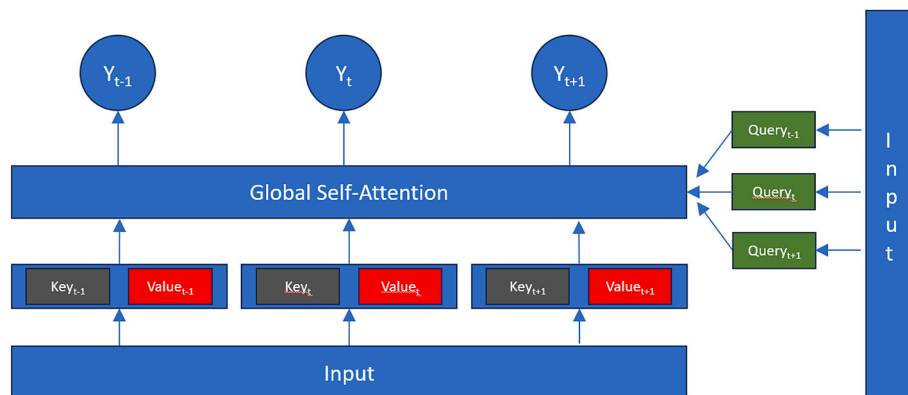 Yt-1
Yt
Yt+1
Global Self-Attention
Queryt-1
Queryt
Queryt+1
Keyt-1 Valuet-1
Keyt Valuet
Keyt+1 Valuet+1
Input
Input